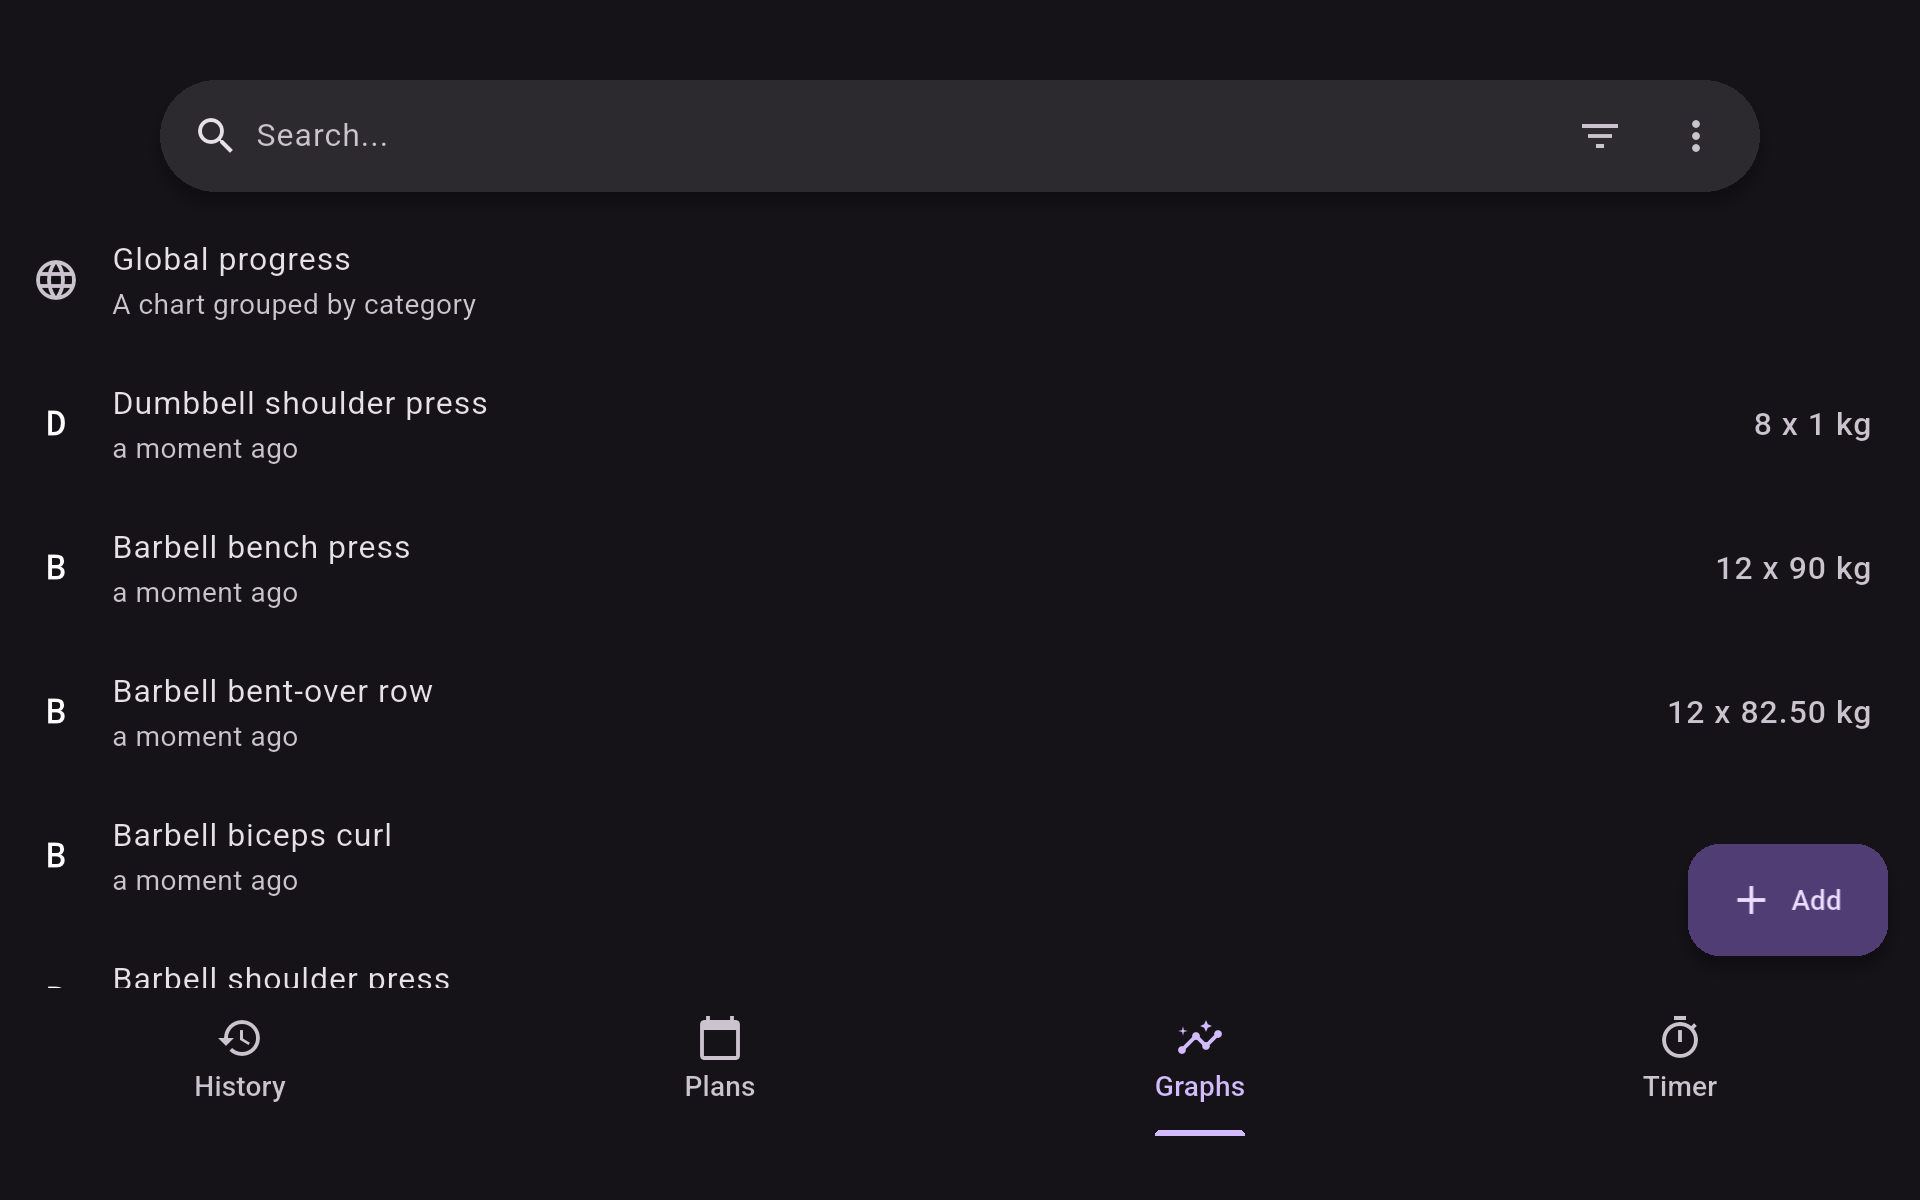 Search...
Global progress
A chart grouped by category
D
Dumbbell shoulder press
a moment ago
8 x 1 kg
B
Barbell bench press
a moment ago
12 x 90 kg
B
Barbell bent-over row
a moment ago
12 x 82.50 kg
B
Barbell biceps curl
a moment ago
Add
Barbell shoulder press
History
Plans
Graphs
Timer